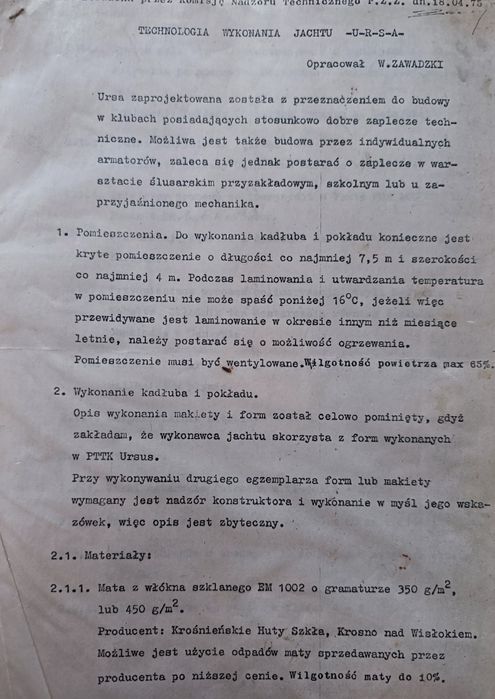 przez Komisję Nadzoru Technicznego P.Z.Ż. dn.18.04.75
TECHNOLOGIA WYKONANIA JACHTU -U-R-S-A-
Opracował W.ZAWADZKI
Ursa zaprojektowana została z przeznaczeniem do budowy
w klubach posiadających stosunkowo dobre zaplecze tech-
niczne. Możliwa jest także budowa przez indywidualnych
armatorów, zaleca się jednak postarać o zaplecze w war-
sztacie ślusarskim przyzakładowym, szkolnym lub u za-
przyjaźnionego mechanika.
1. Pomieszczenia. Do wykonania kadłuba i pokładu konieczne jest
kryte pomieszczenie o długości co najmniej 7,5 m i szerokości
co najmniej 4 m. Podczas laminowania i utwardzania temperatura
w pomieszczeniu nie może spaść poniżej 16°C, jeżeli więc
przewidywane jest laminowanie w okresie innym niż miesiące
letnie, należy postarać się o możliwość ogrzewania.
Pomieszczenie musi być wentylowane.Wilgotność powietrza max 65%.
2. Wykonanie kadłuba i pokładu.
Opis wykonania makiety i form został celowo pominięty, gdyż
zakładam, że wykonawca jachtu skorzysta z form wykonanych
w PTTK Ursus.
Przy wykonywaniu drugiego egzemplarza form lub makiety
wymagany jest nadzór konstruktora i wykonanie w myśl jego wska-
zówek, więc opis jest zbyteczny.
2.1. Materiały:
2.1.1. Mata z włókna szklanego EM 1002 o gramaturze 350 g/m²,
lub 450 g/m².
Producent: Krośnieńskie Huty Szkła, Krosno nad Wisłokiem.
Możliwe jest użycie odpadów maty sprzedawanych przez
producenta po niższej cenie. Wilgotność maty do 10%.